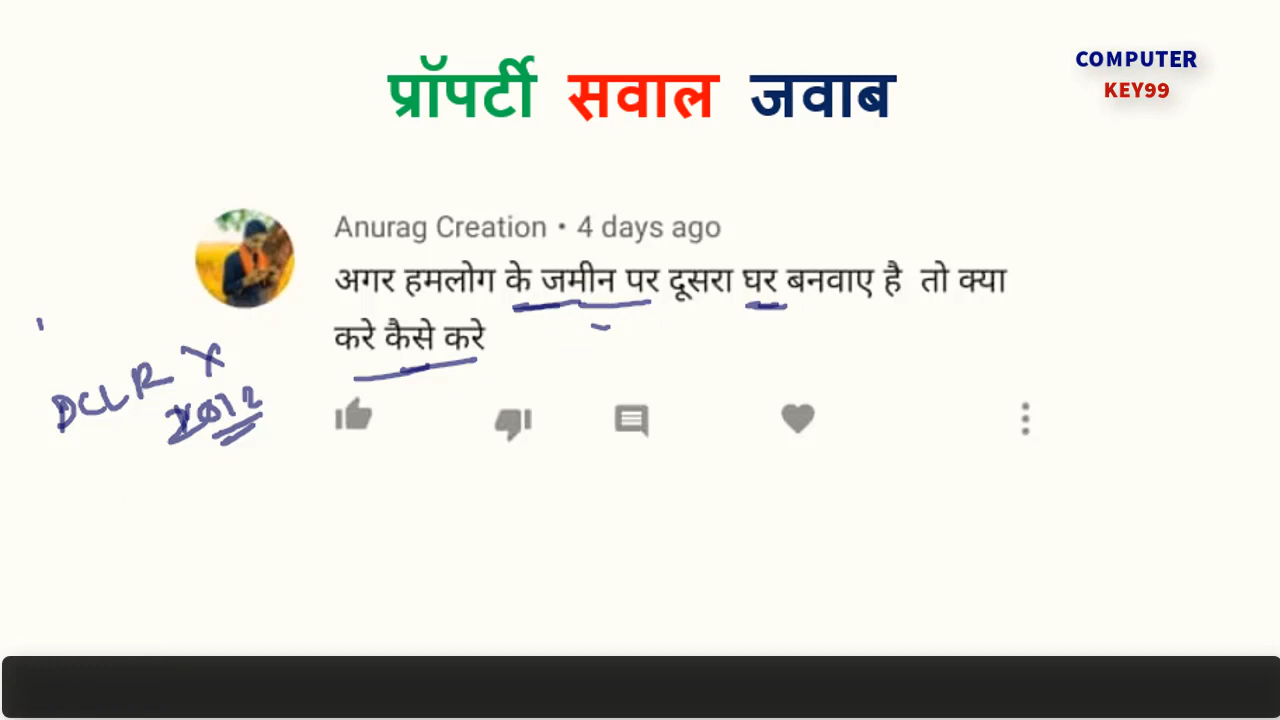 COMPUTER
KEY99
प्रॉपर्टी सवाल जवाब
Anurag Creation • 4 days ago
अगर हमलोग के जमीन पर दूसरा घर बनवाए है तो क्या
करे कैसे करे
DCLR X
2012